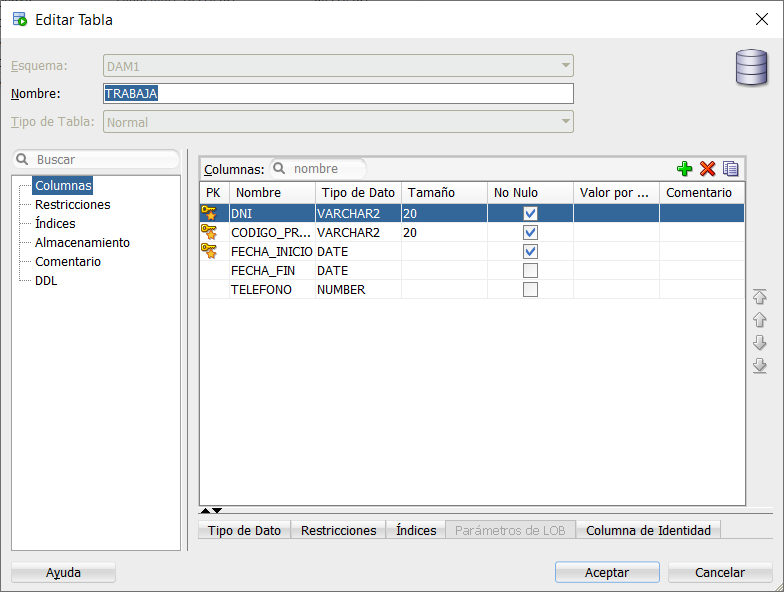 Editar Tabla
Esquema: DAM1
Nombre: TRABAJA
Tipo de Tabla: Normal
Buscar
Columnas
Restricciones
Índices
Almacenamiento
Comentario
DDL
Columnas: nombre
PK Nombre Tipo de Dato Tamaño No Nulo Valor por ... Comentario
DNI VARCHAR2 20
CODIGO_PR... VARCHAR2 20
FECHA_INICIO DATE
FECHA_FIN DATE
TELEFONO NUMBER
Tipo de Dato Restricciones Índices Parámetros de LOB Columna de Identidad
Ayuda Aceptar Cancelar